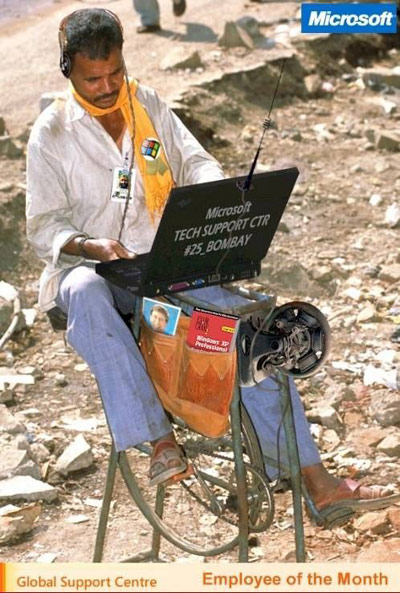 Microsoft
Microsoft
TECH SUPPORT CTR
#25_BOMBAY
Windows XP
Professional
Global Support Centre
Employee of the Month